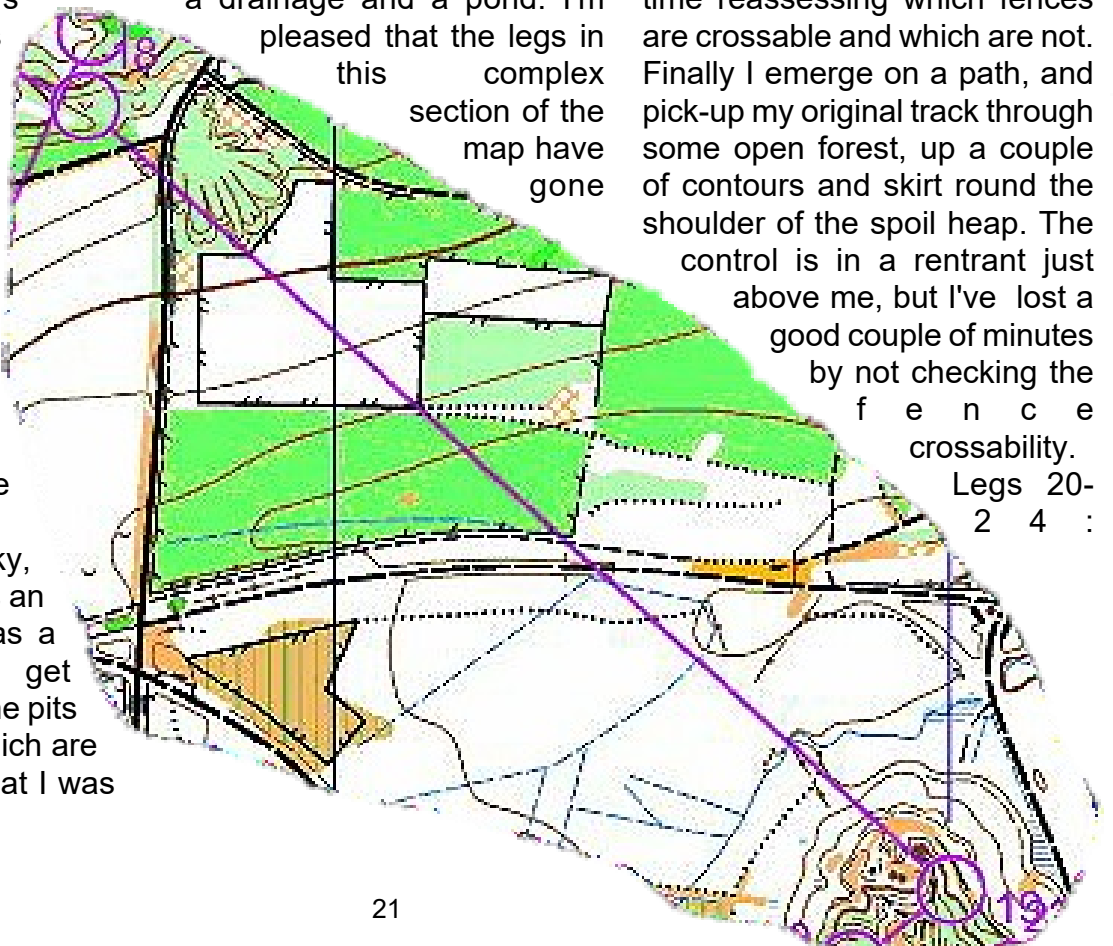 s
e
ky,
an
as a
get
e pits
ich are
at I was
a drainage and a pond. I'm
pleased that the legs in
this complex
section of the
map have
gone
time reassessing which fences
are crossable and which are not.
Finally I emerge on a path, and
pick-up my original track through
some open forest, up a couple
of contours and skirt round the
shoulder of the spoil heap. The
control is in a rentrant just
above me, but I've lost a
good couple of minutes
by not checking the
f e n c e
crossability.
Legs 20-
2 4 :
18
19
21